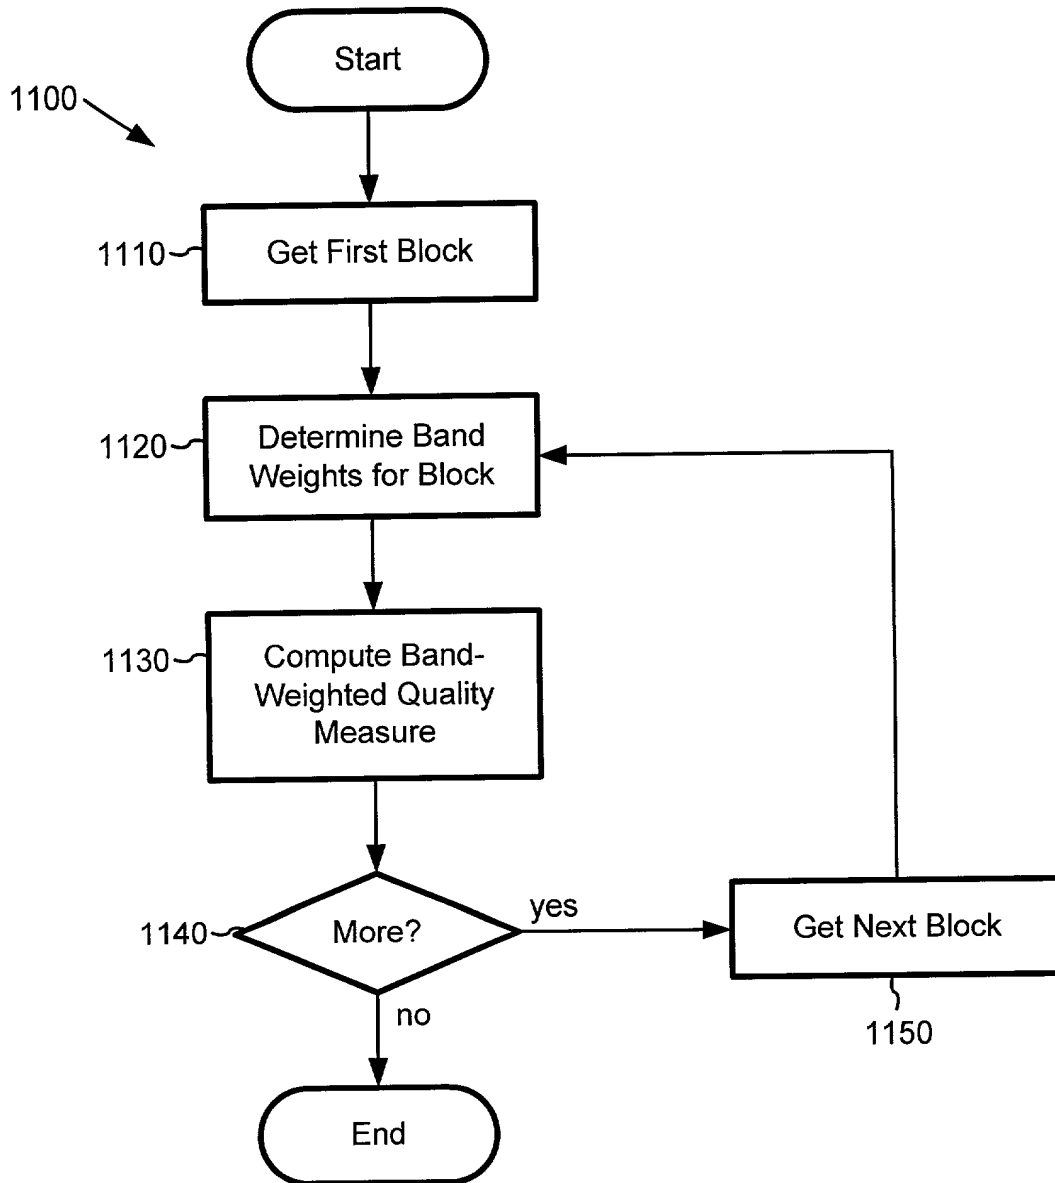 Start
1100
1110
Get First Block
1120
Determine Band
Weights for Block
1130
Compute Band-
Weighted Quality
Measure
1140
More?
yes
Get Next Block
1150
no
End